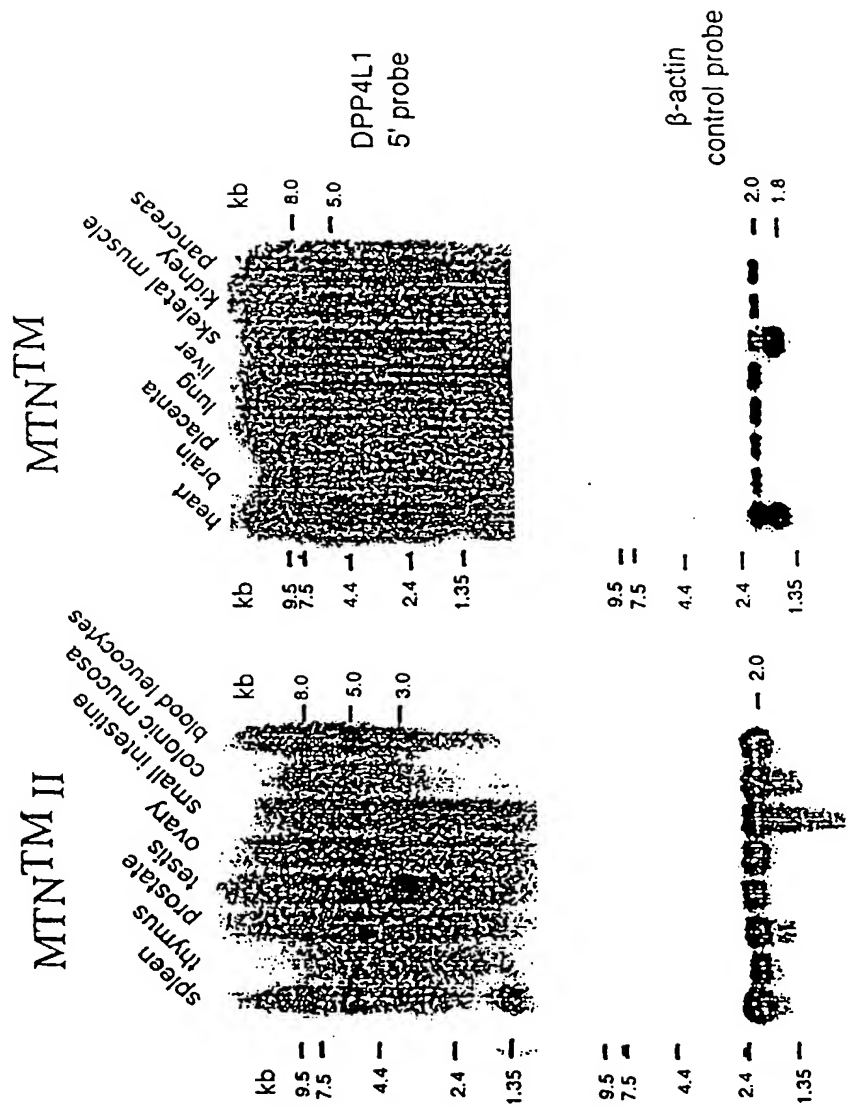 MTN™ II
spleen
thymus
prostate
testis
ovary
small intestine
colonic mucosa
blood leucocytes
kb
9.5
7.5
4.4
2.4
1.35
kb
8.0
5.0
3.0
9.5
7.5
4.4
2.4
1.35
2.0
MTN™
heart
brain
placenta
lung
liver
skeletal muscle
kidney
pancreas
kb
9.5
7.5
4.4
2.4
1.35
kb
8.0
5.0
DPP4L1
5' probe
9.5
7.5
4.4
2.4
1.35
2.0
1.8
β-actin
control probe